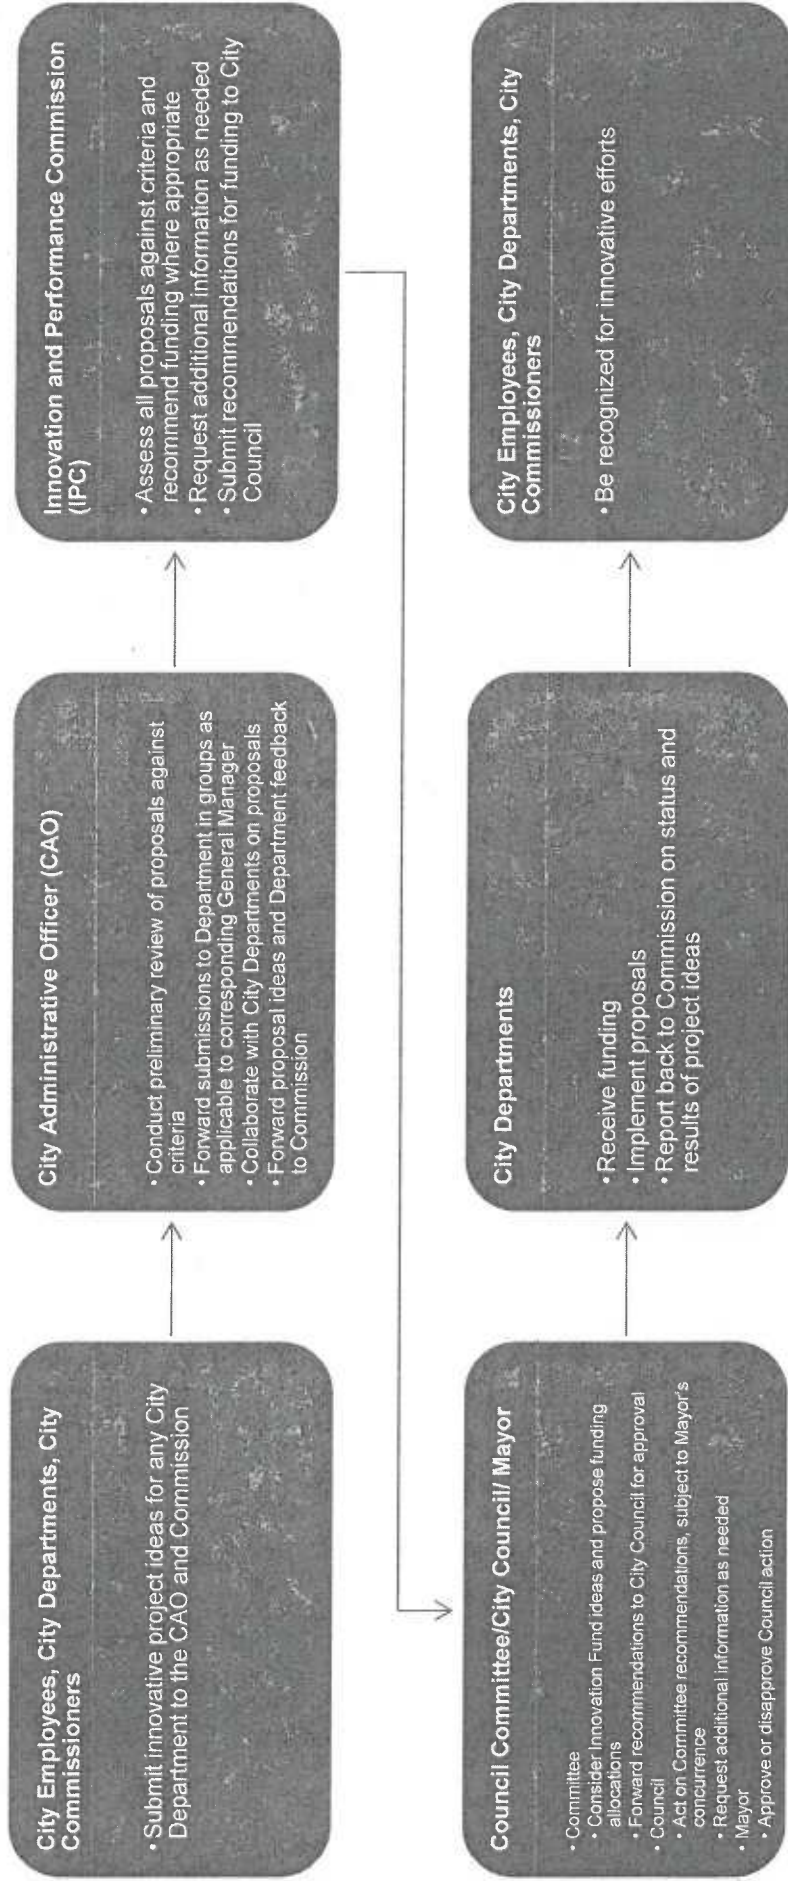 City Employees, City Departments, City
Commissioners
• Submit innovative project ideas for any City
Department to the CAO and Commission
City Administrative Officer (CAO)
• Conduct preliminary review of proposals against
criteria
• Forward submissions to Department in groups as
applicable to corresponding General Manager
• Collaborate with City Departments on proposals
• Forward proposal ideas and Department feedback
to Commission
Innovation and Performance Commission
(IPC)
• Assess all proposals against criteria and
recommend funding where appropriate
• Request additional information as needed
• Submit recommendations for funding to City
Council
Council Committee/City Council/ Mayor
• Committee
• Consider Innovation Fund ideas and propose funding
allocations
• Forward recommendations to City Council for approval
• Council
• Act on Committee recommendations, subject to Mayor's
concurrence
• Request additional information as needed
• Mayor
• Approve or disapprove Council action
City Departments
• Receive funding
• Implement proposals
• Report back to Commission on status and
results of project ideas
City Employees, City Departments, City
Commissioners
• Be recognized for innovative efforts